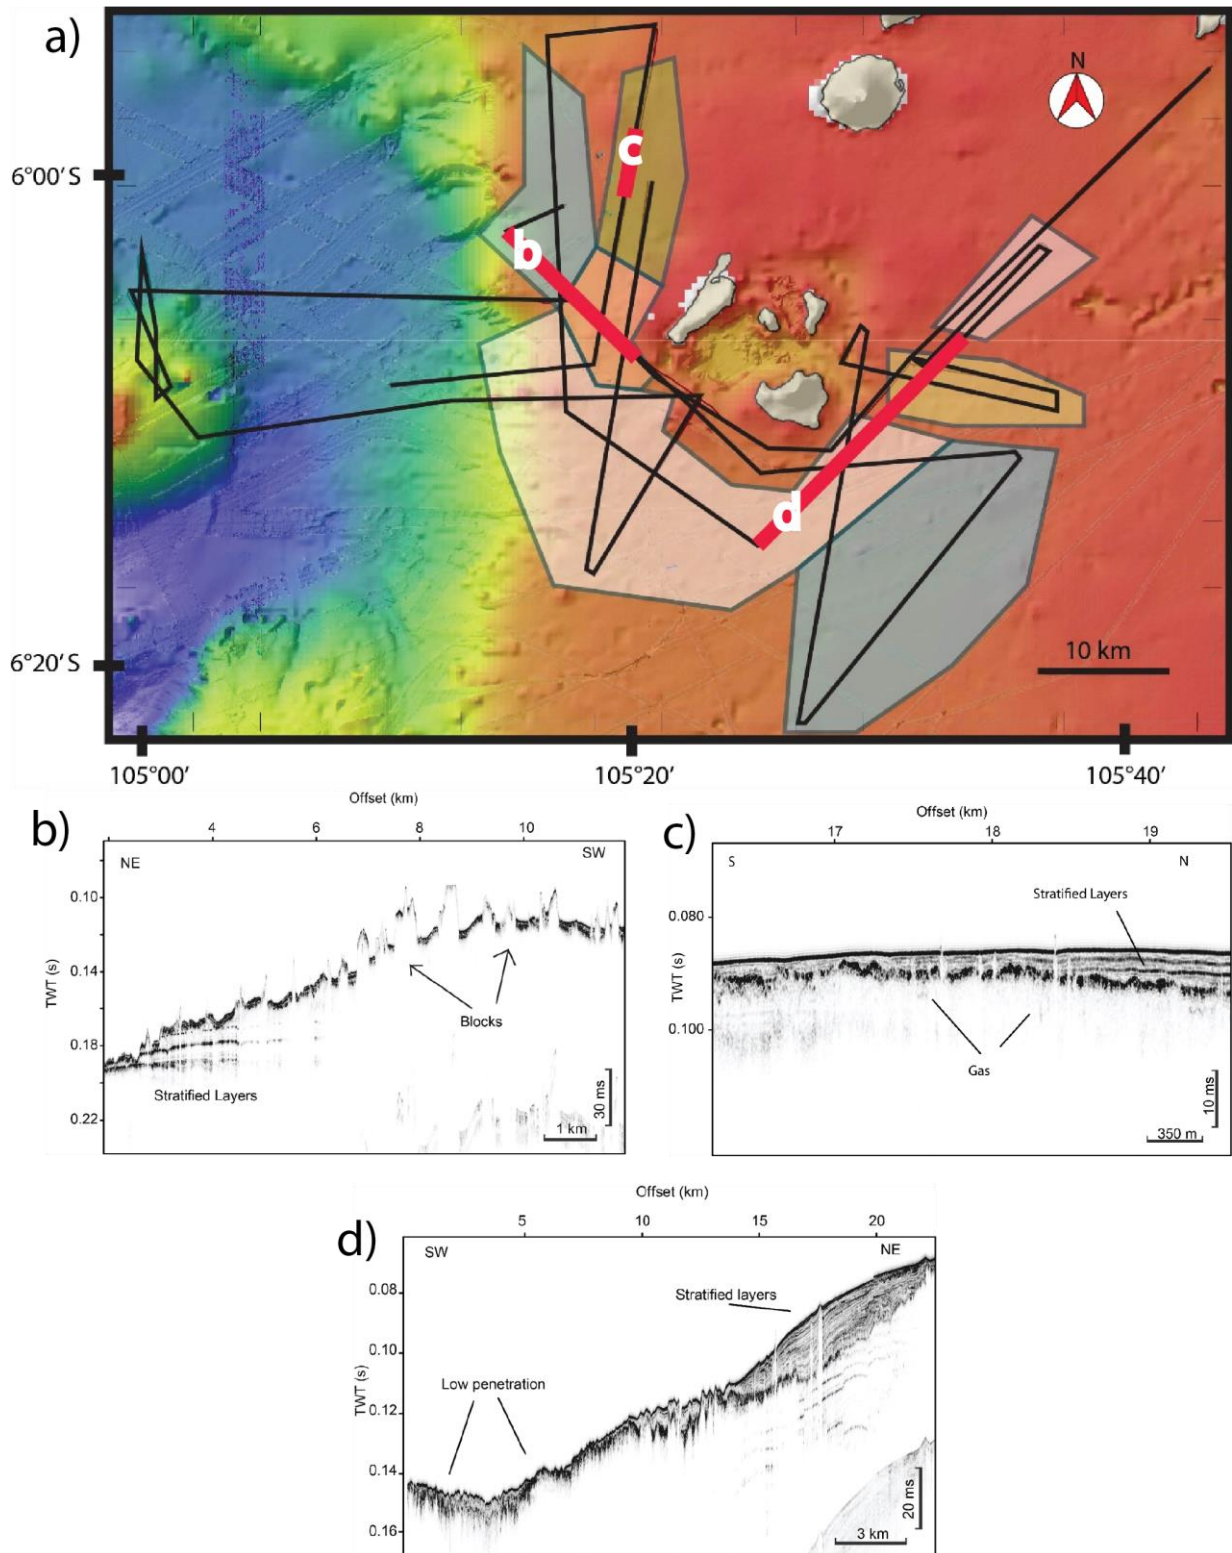 a)
N
6°00′S
c
b
d
6°20′S
10 km
105°00′
105°20′
105°40′
b)
Offset (km)
4
6
8
10
NE
SW
0.10
0.14
TWT (s)
0.18
0.22
Blocks
Stratified Layers
30 ms
1 km
c)
Offset (km)
17
18
19
S
N
Stratified Layers
0.080
TWT (s)
0.100
Gas
10 ms
350 m
d)
Offset (km)
5
10
15
20
SW
NE
0.08
Stratified layers
0.10
TWT (s)
Low penetration
0.12
0.14
0.16
20 ms
3 km